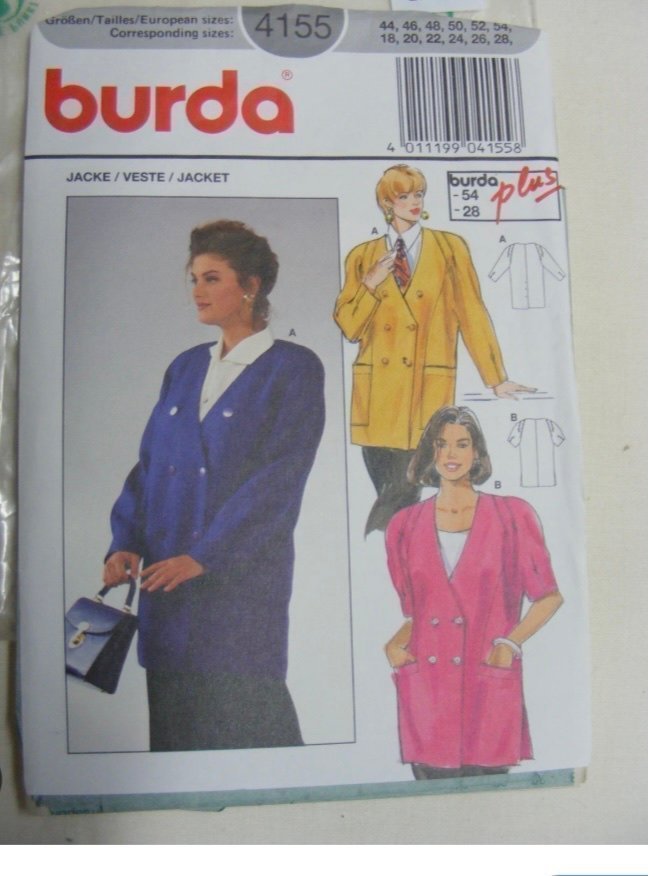 Größen/Tailles/European sizes:
Corresponding sizes:
4155
44, 46, 48, 50, 52, 54,
18, 20, 22, 24, 26, 28,
burda®
4 011199 041558
JACKE / VESTE / JACKET
burda plus
- 54
- 28
A
A
A
B
B